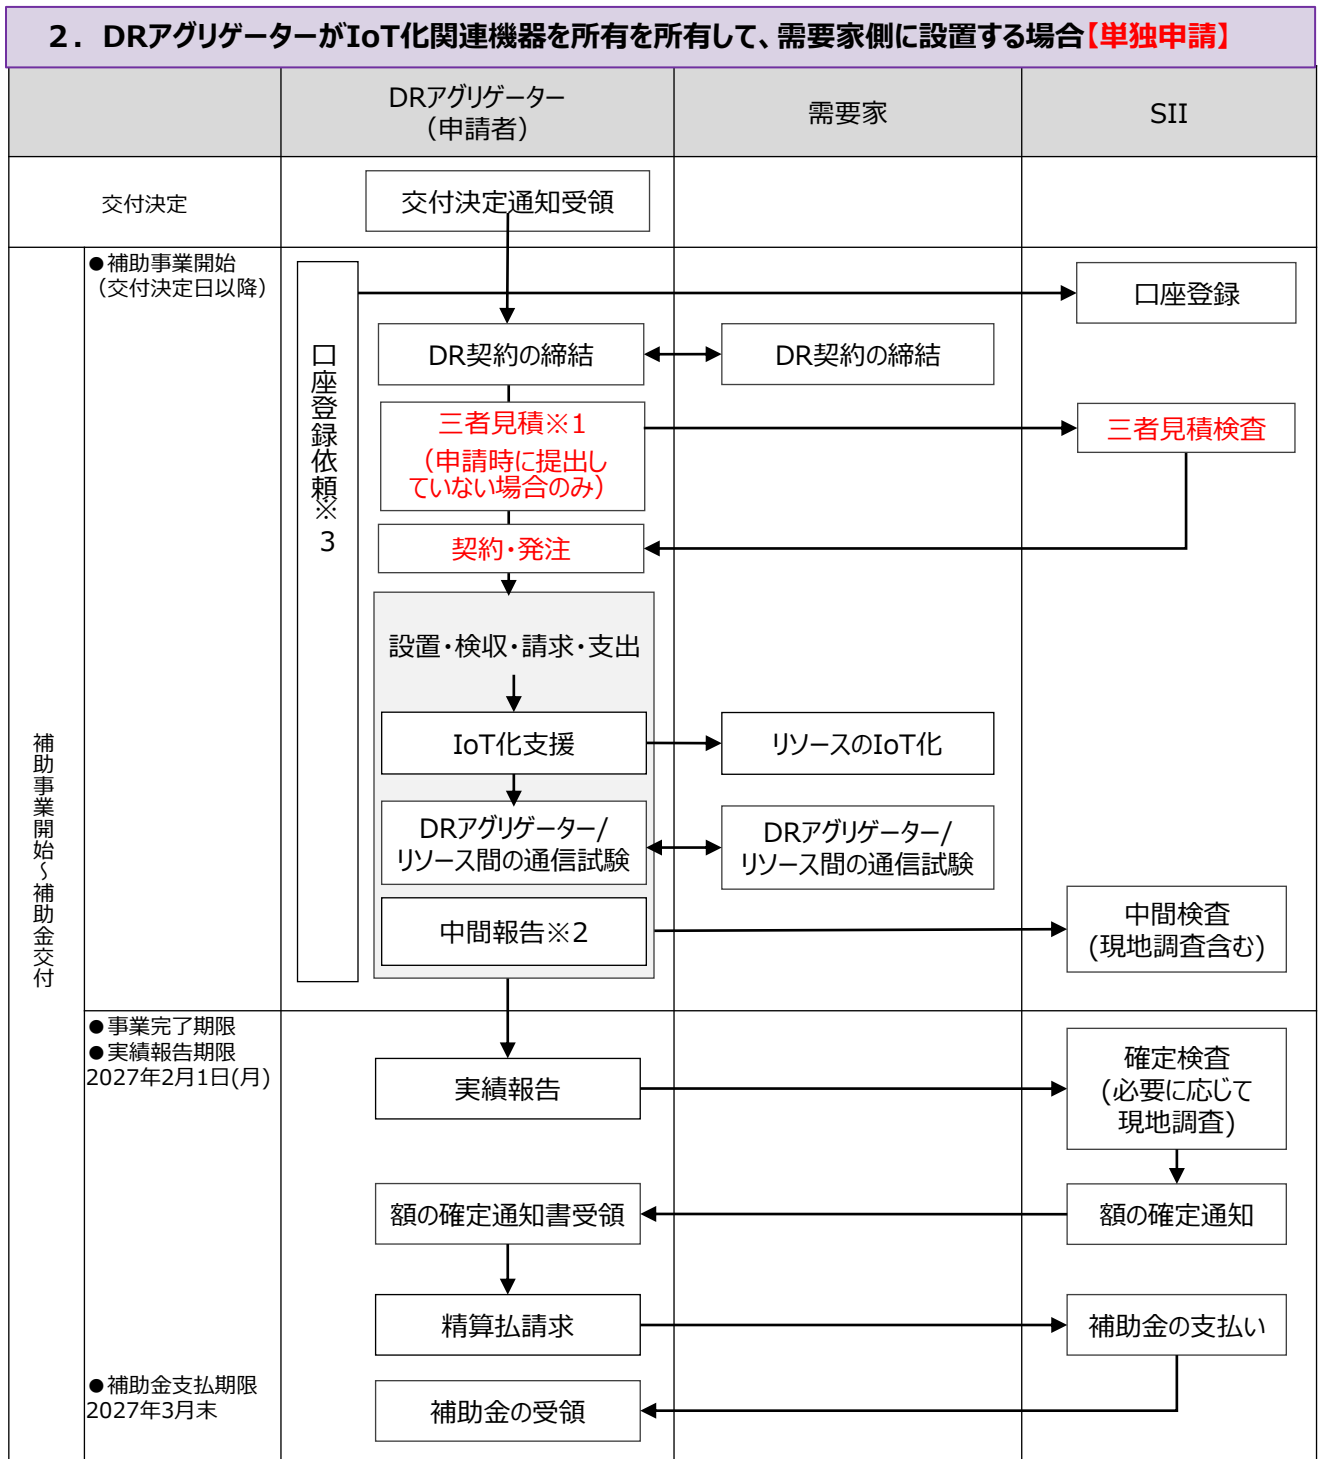 ２．DRアグリゲーターがIoT化関連機器を所有を所有して、需要家側に設置する場合【単独申請】
DRアグリゲーター
（申請者）
需要家
SII
交付決定
交付決定通知受領
補助事業開始～補助金交付
●補助事業開始
（交付決定日以降）
口座登録依頼※3
口座登録
DR契約の締結
DR契約の締結
三者見積※1
（申請時に提出し
ていない場合のみ）
三者見積検査
契約・発注
設置・検収・請求・支出
IoT化支援
リソースのIoT化
DRアグリゲーター/
リソース間の通信試験
DRアグリゲーター/
リソース間の通信試験
中間報告※2
中間検査
(現地調査含む)
●事業完了期限
●実績報告期限
2027年2月1日(月)
実績報告
確定検査
(必要に応じて
現地調査)
額の確定通知書受領
額の確定通知
精算払請求
補助金の支払い
●補助金支払期限
2027年3月末
補助金の受領